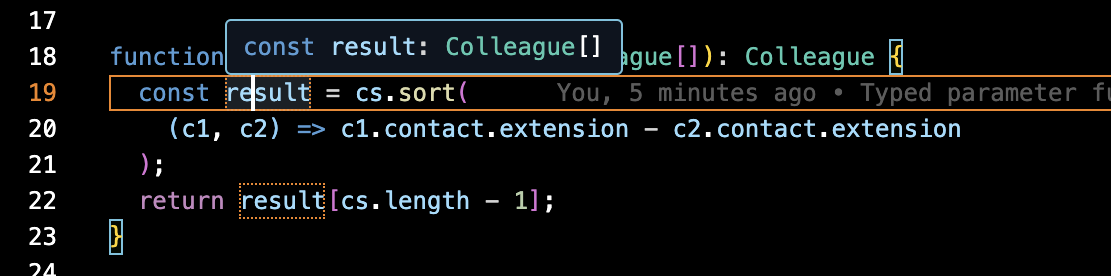 17
const result: Colleague[]
18 function ague[]): Colleague {
19 const result = cs.sort( You, 5 minutes ago • Typed parameter fu
20 (c1, c2) => c1.contact.extension - c2.contact.extension
21 );
22 return result[cs.length - 1];
23 }
24